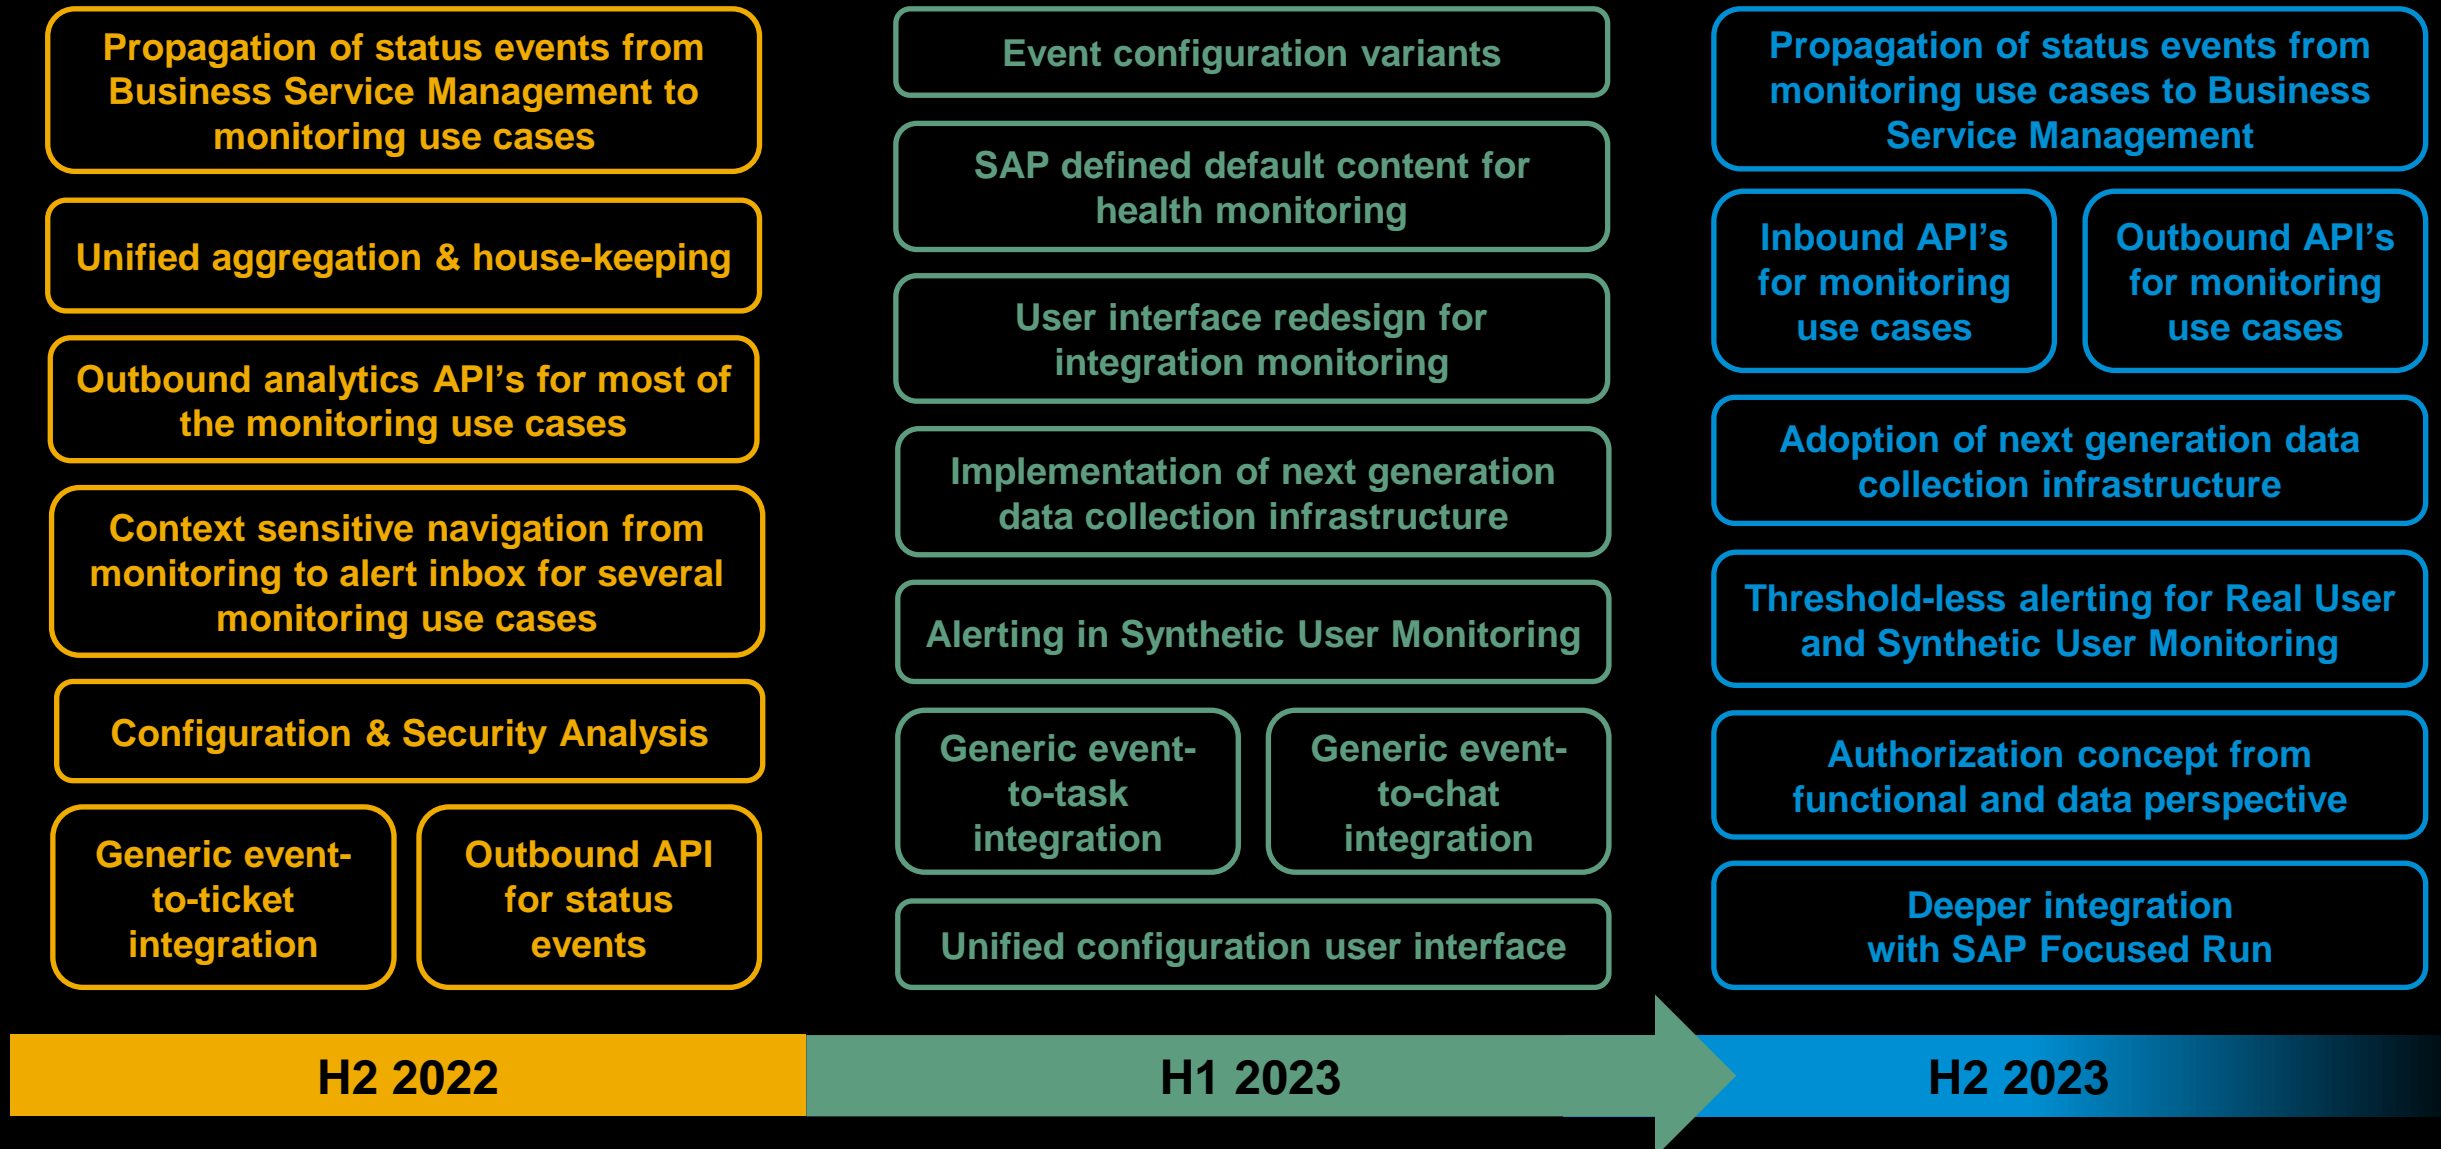 Propagation of status events from
Business Service Management to
monitoring use cases
Unified aggregation & house-keeping
Outbound analytics API’s for most of
the monitoring use cases
Context sensitive navigation from
monitoring to alert inbox for several
monitoring use cases
Configuration & Security Analysis
Generic event-
to-ticket
integration
Outbound API
for status
events
Event configuration variants
SAP defined default content for
health monitoring
User interface redesign for
integration monitoring
Implementation of next generation
data collection infrastructure
Alerting in Synthetic User Monitoring
Generic event-
to-task
integration
Generic event-
to-chat
integration
Unified configuration user interface
Propagation of status events from
monitoring use cases to Business
Service Management
Inbound API’s
for monitoring
use cases
Outbound API’s
for monitoring
use cases
Adoption of next generation data
collection infrastructure
Threshold-less alerting for Real User
and Synthetic User Monitoring
Authorization concept from
functional and data perspective
Deeper integration
with SAP Focused Run
H2 2022
H1 2023
H2 2023